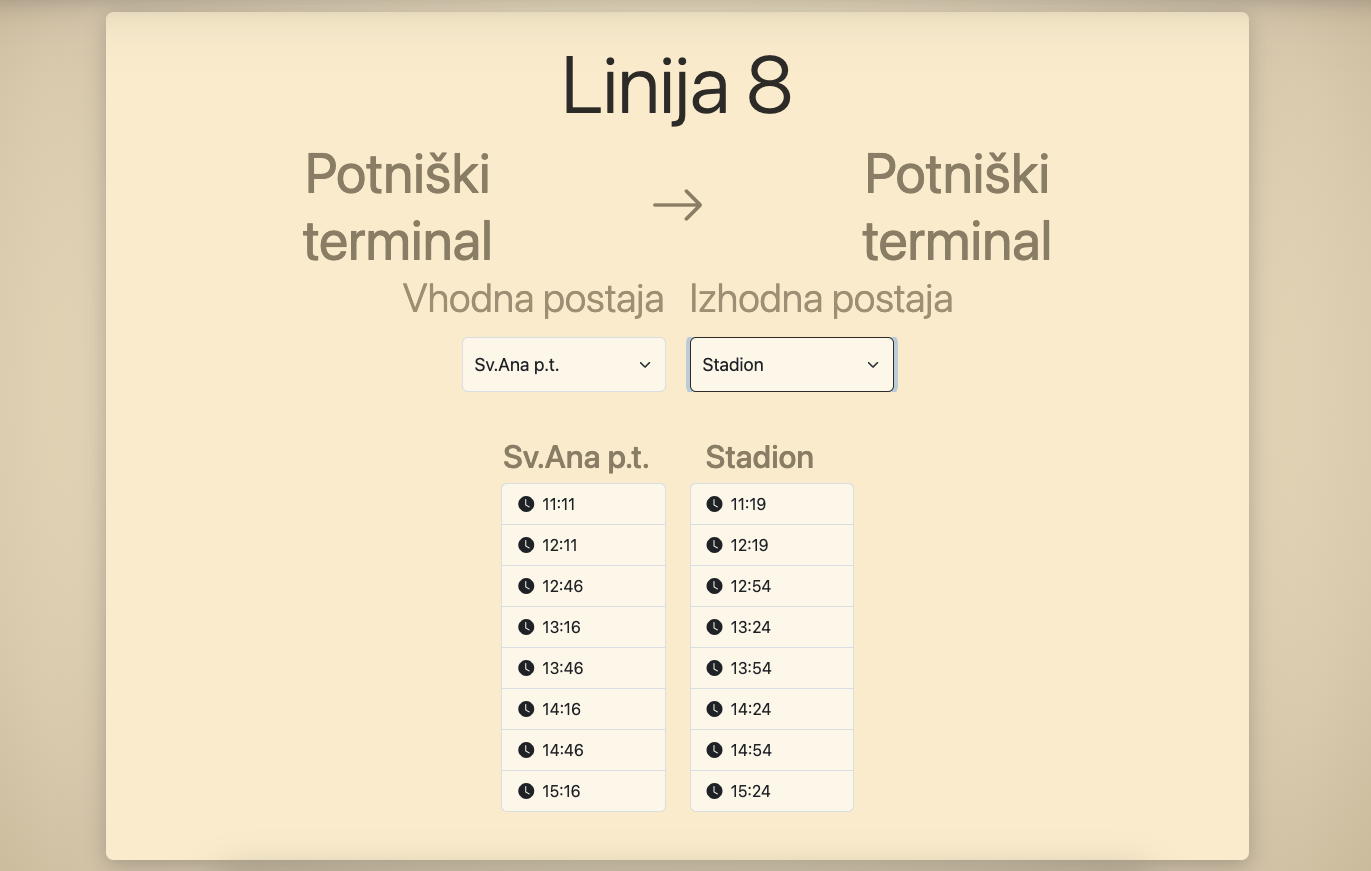 Linija 8
Potniški
terminal
Potniški
terminal
Vhodna postaja
Izhodna postaja
Sv.Ana p.t.
Stadion
Sv.Ana p.t.
Stadion
11:11
11:19
12:11
12:19
12:46
12:54
13:16
13:24
13:46
13:54
14:16
14:24
14:46
14:54
15:16
15:24